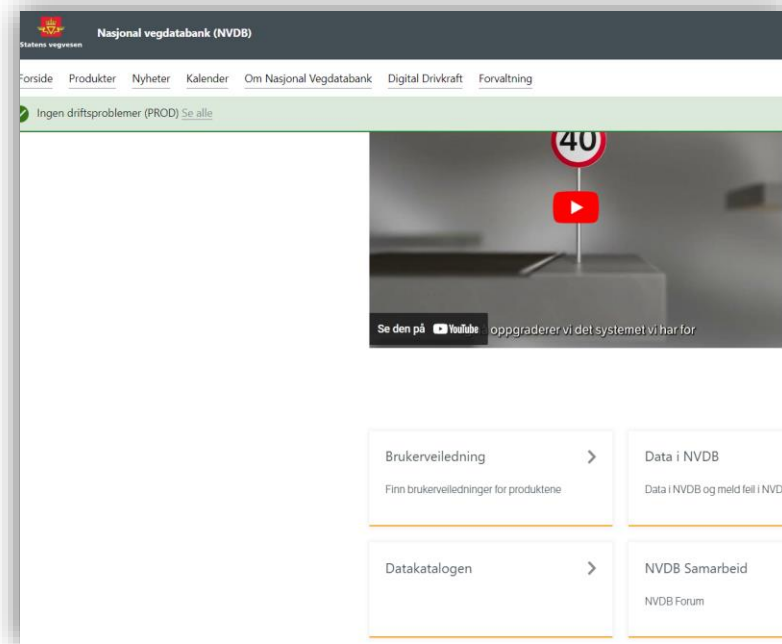 Statens vegvesen
Nasjonal vegdatabank (NVDB)
Forside Produkter Nyheter Kalender Om Nasjonal Vegdatabank Digital Drivkraft Forvaltning
Ingen driftsproblemer (PROD) Se alle
40
Se den på YouTube oppgraderer vi det systemet vi har for
Brukerveiledning
Finn brukerveiledninger for produktene
Data i NVDB
Data i NVDB og meld feil i NVD
Datakatalogen
NVDB Samarbeid
NVDB Forum